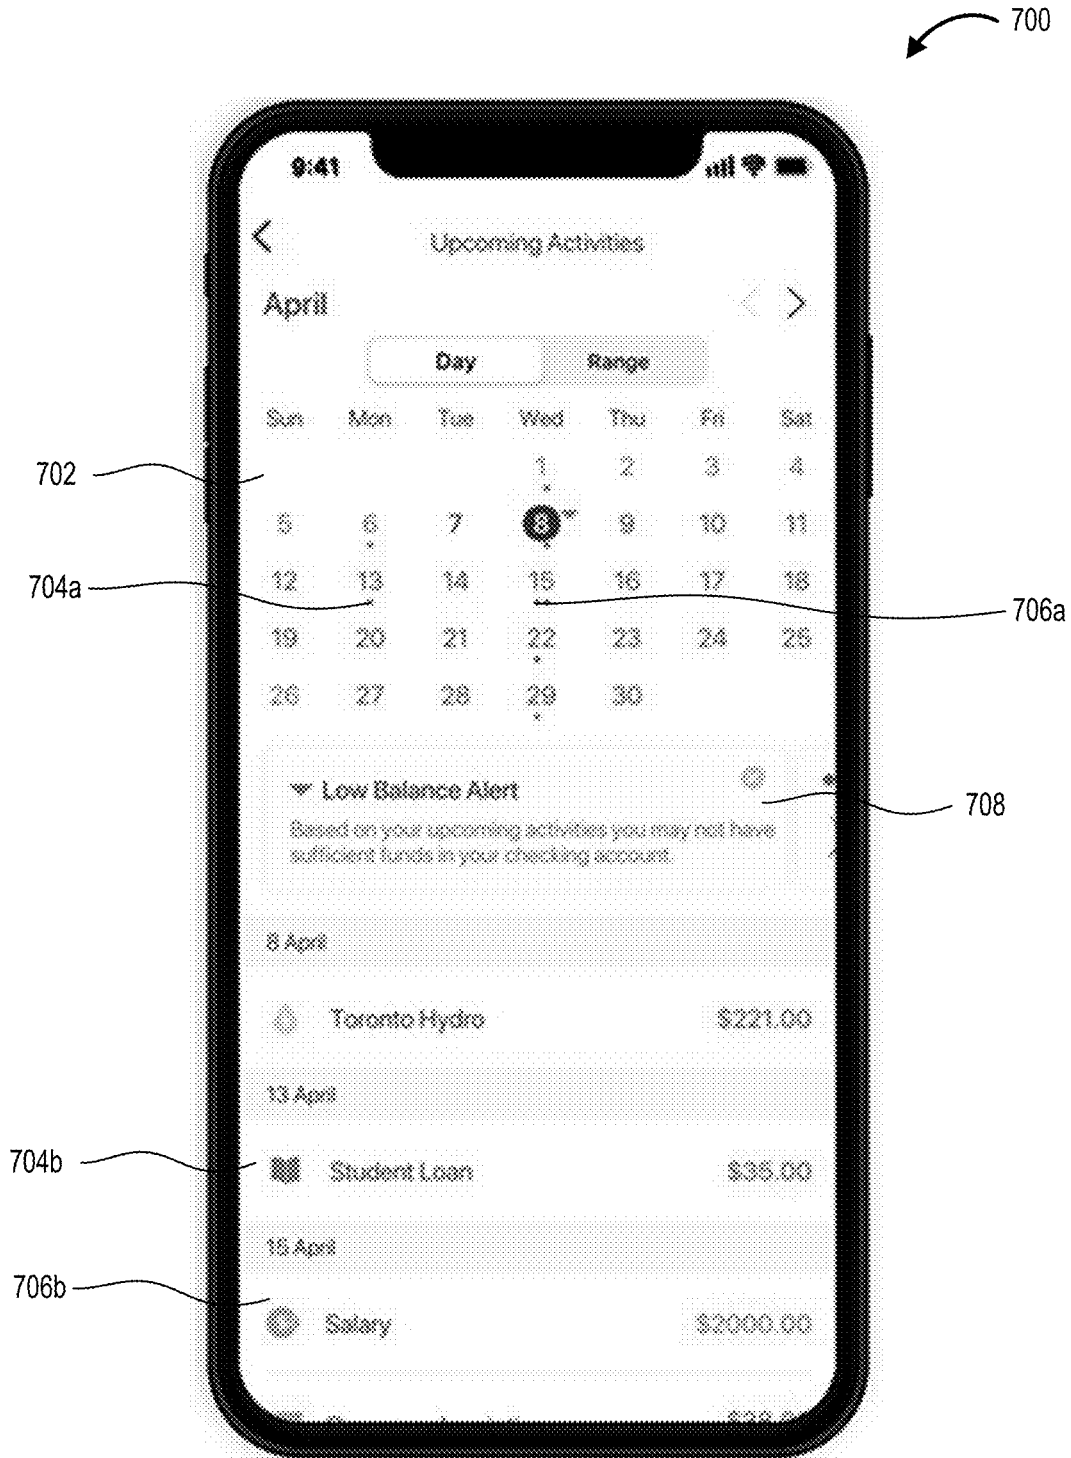 700
9:41
Upcoming Activities
April
Day Range
Sun Mon Tue Wed Thu Fri Sat
702
1 2 3 4
5 6 7 8 9 10 11
704a
12 13 14 15 16 17 18
706a
19 20 21 22 23 24 25
26 27 28 29 30
Low Balance Alert
708
Based on your upcoming activities you may not have
sufficient funds in your checking account.
8 April
Toronto Hydro $221.00
13 April
704b
Student Loan $35.00
15 April
706b
Salary $2000.00